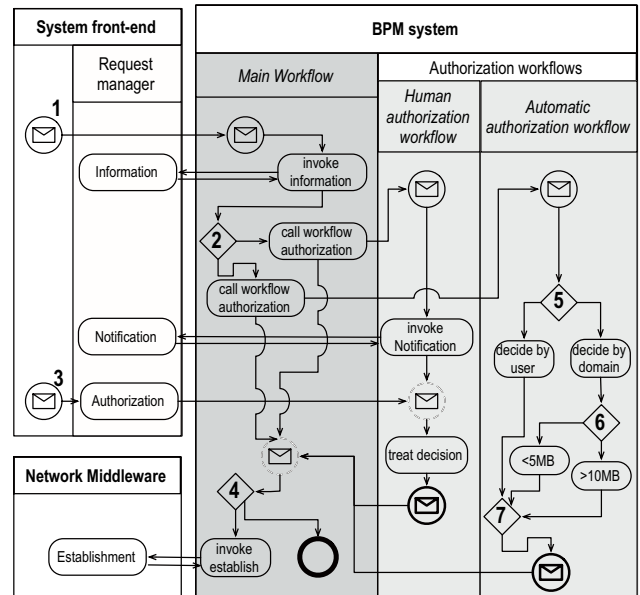 System front-end
BPM system
Request
manager
Main Workflow
Authorization workflows
Human
authorization
workflow
Automatic
authorization workflow
1
Information
invoke
information
2
call workflow
authorization
call workflow
authorization
5
Notification
invoke
Notification
decide by
user
decide by
domain
3
Authorization
6
treat decision
<5MB
>10MB
Network Middleware
4
7
Establishment
invoke
establish